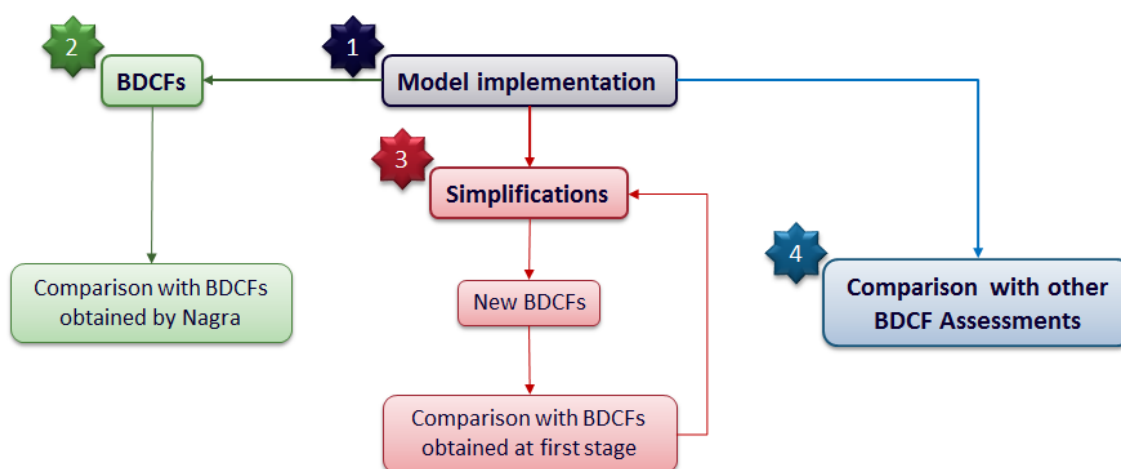 2
BDCFs
1
Model implementation
3
Simplifications
4
Comparison with BDCFs
obtained by Nagra
New BDCFs
Comparison with other
BDCF Assessments
Comparison with BDCFs
obtained at first stage